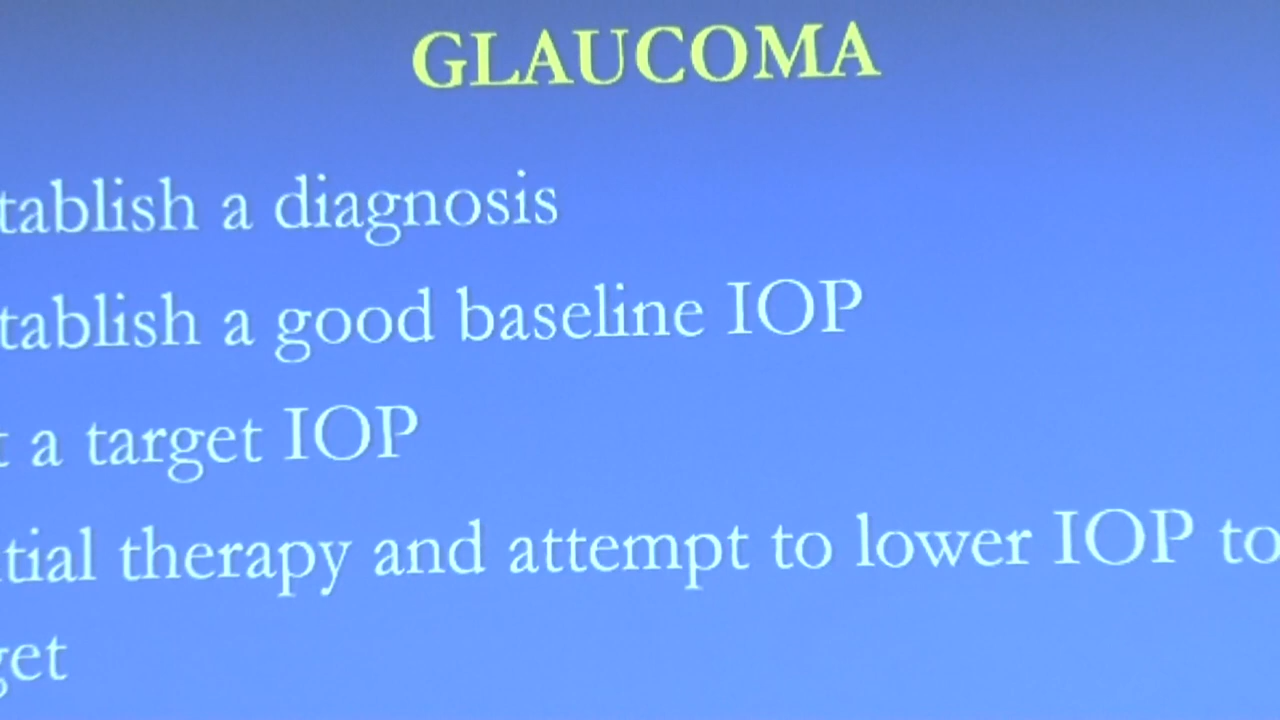 GLAUCOMA
tablish a diagnosis
tablish a good baseline IOP
t a target IOP
tial therapy and attempt to lower IOP to
get